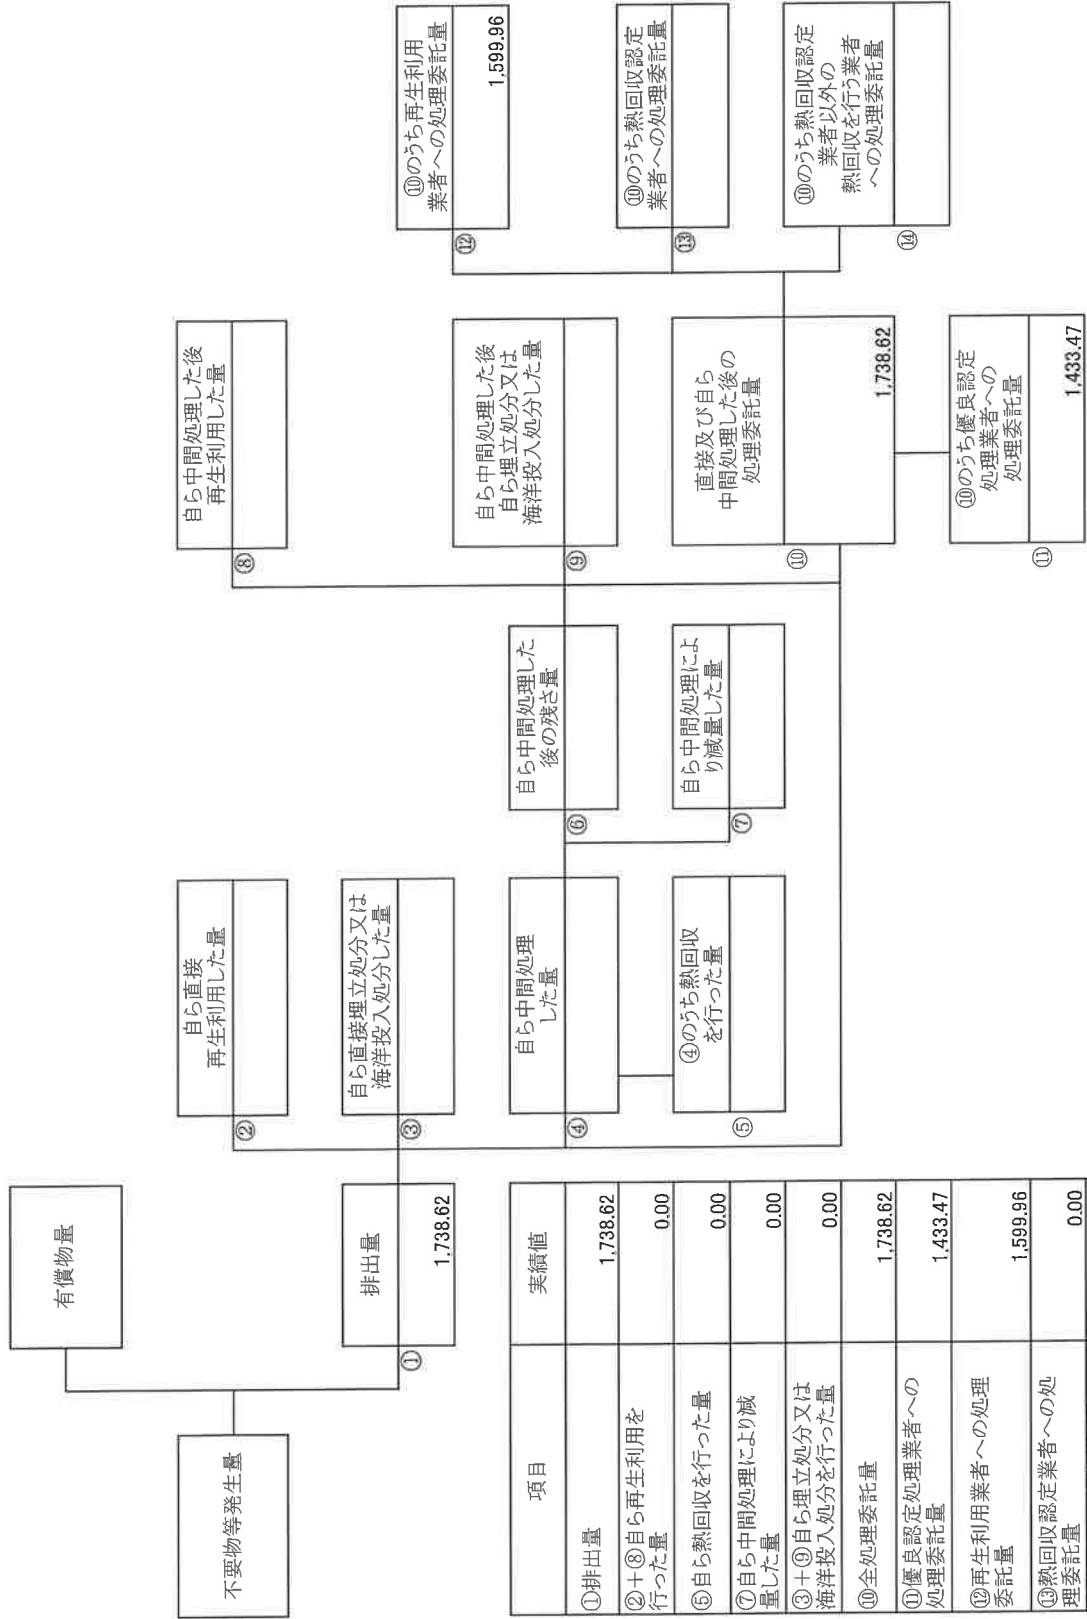 不要物等発生量
有償物量
排出量
①
1,738.62
自ら直接
再生利用した量
②
自ら直接埋立処分又は
海洋投入処分した量
③
自ら中間処理
した量
④
④のうち熱回収
を行った量
⑤
自ら中間処理した
後の残さ量
⑥
自ら中間処理によ
り減量した量
⑦
自ら中間処理した後
再生利用した量
⑧
自ら中間処理した後
自ら埋立処分又は
海洋投入処分した量
⑨
直接及び自ら
中間処理した後の
処理委託量
⑩
1,738.62
⑩のうち優良認定
処理業者への
処理委託量
⑪
1,433.47
⑩のうち再生利用
業者への処理委託量
⑫
1,599.96
⑩のうち熱回収認定
業者への処理委託量
⑬
⑩のうち熱回収認定
業者以外の
熱回収を行う業者
への処理委託量
⑭
項目 実績値
①排出量 1,738.62
②+⑧自ら再生利用を
行った量 0.00
⑤自ら熱回収を行った量 0.00
⑦自ら中間処理により減
量した量 0.00
③+⑨自ら埋立処分又は
海洋投入処分を行った量 0.00
⑩全処理委託量 1,738.62
⑪優良認定処理業者への
処理委託量 1,433.47
⑫再生利用業者への処理
委託量 1,599.96
⑬熱回収認定業者への処
理委託量 0.00